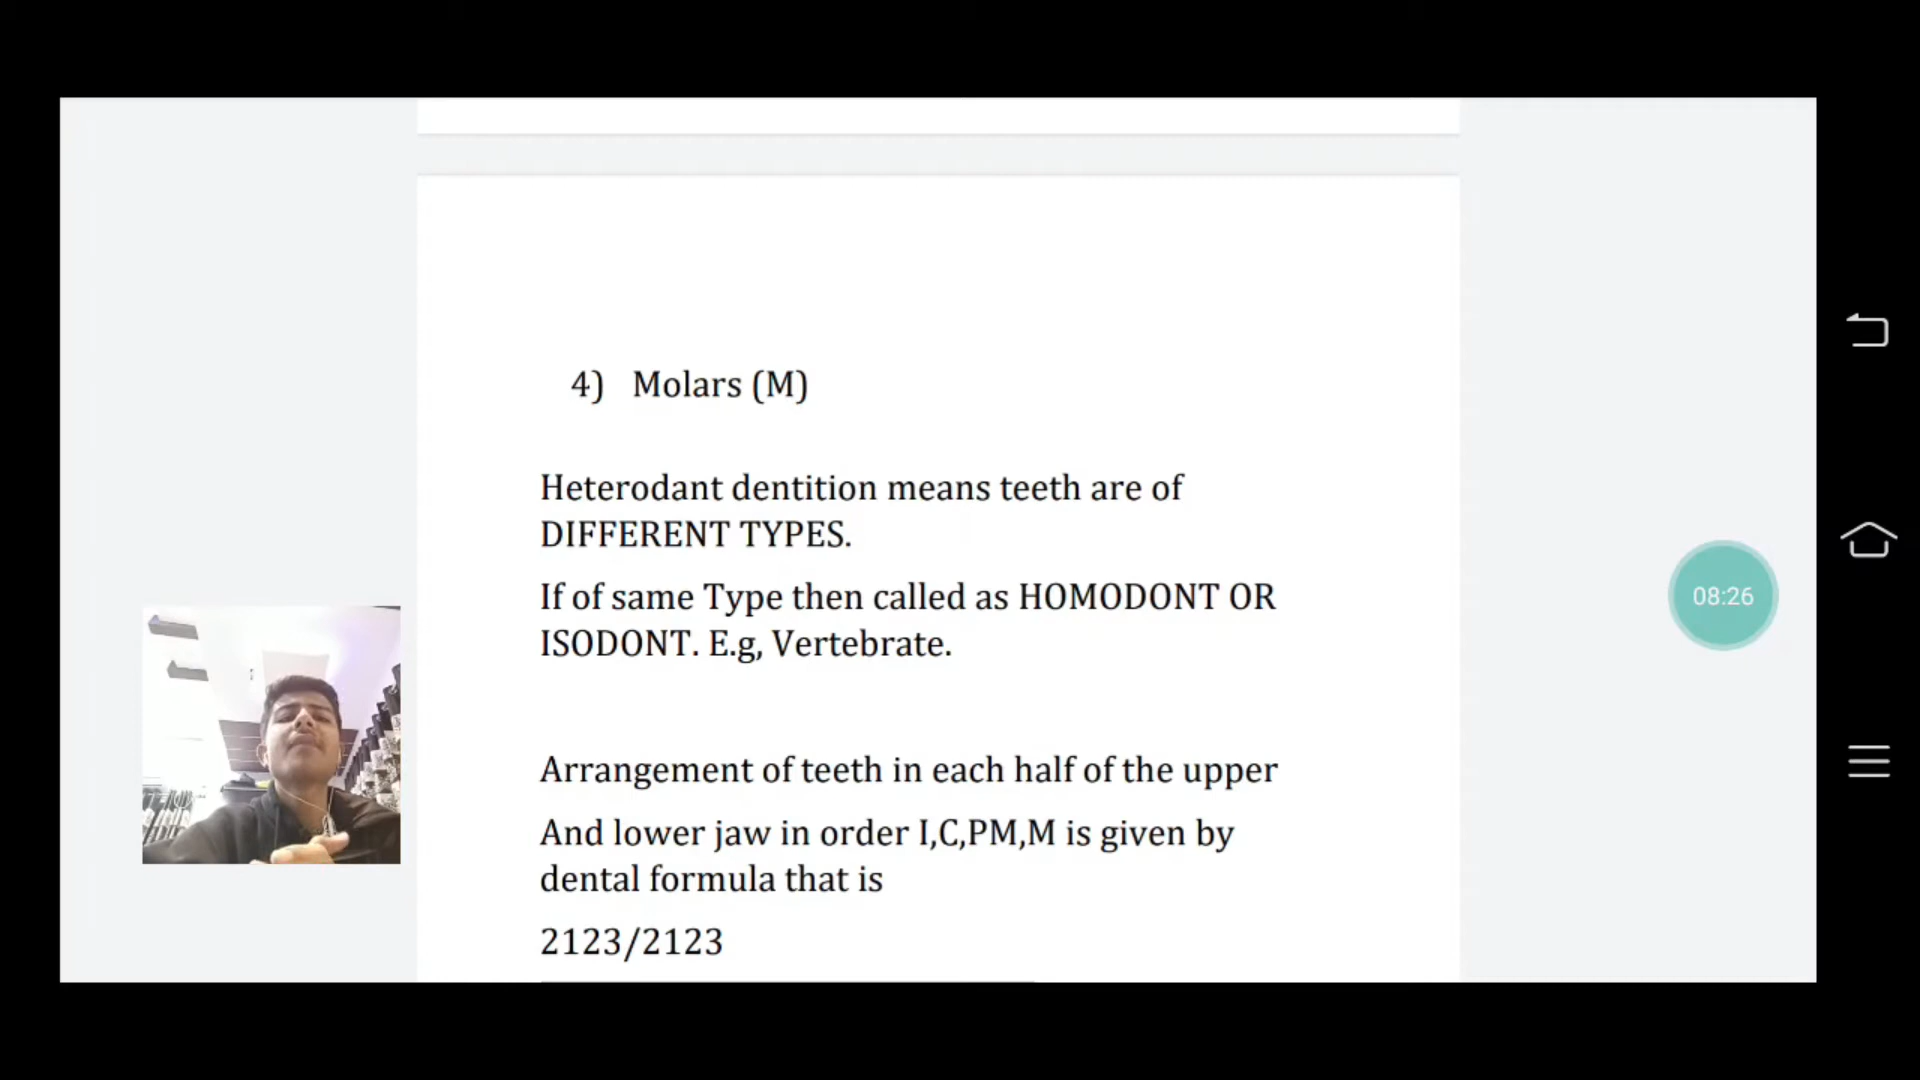 4) Molars (M)
Heterodant dentition means teeth are of
DIFFERENT TYPES.
If of same Type then called as HOMODONT OR
ISODONT. E.g, Vertebrate.
Arrangement of teeth in each half of the upper
And lower jaw in order I,C,PM,M is given by
dental formula that is
2123/2123
08:26